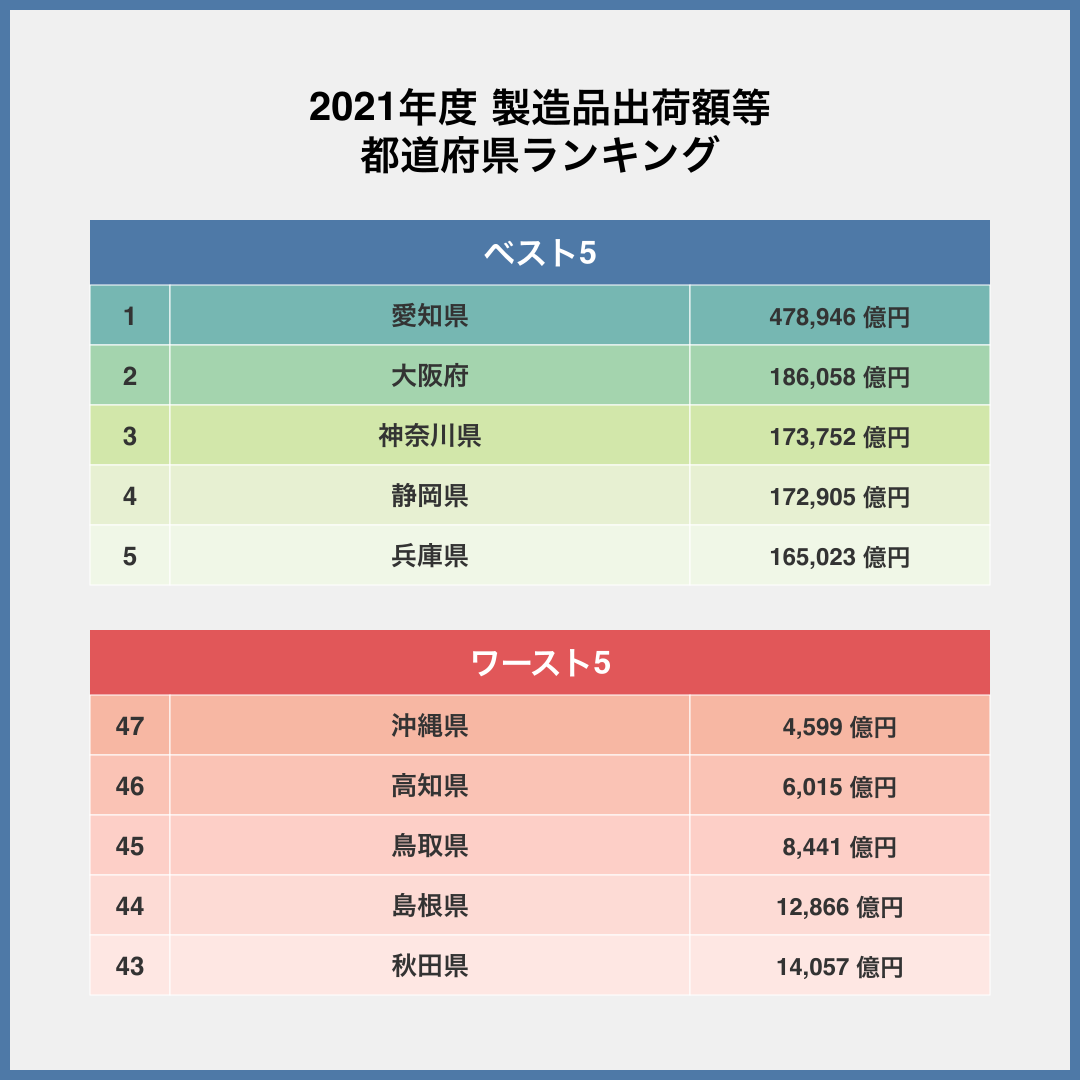 2021年度 製造品出荷額等
都道府県ランキング
ベスト5
1 愛知県 478,946 億円
2 大阪府 186,058 億円
3 神奈川県 173,752 億円
4 静岡県 172,905 億円
5 兵庫県 165,023 億円
ワースト5
47 沖縄県 4,599 億円
46 高知県 6,015 億円
45 鳥取県 8,441 億円
44 島根県 12,866 億円
43 秋田県 14,057 億円